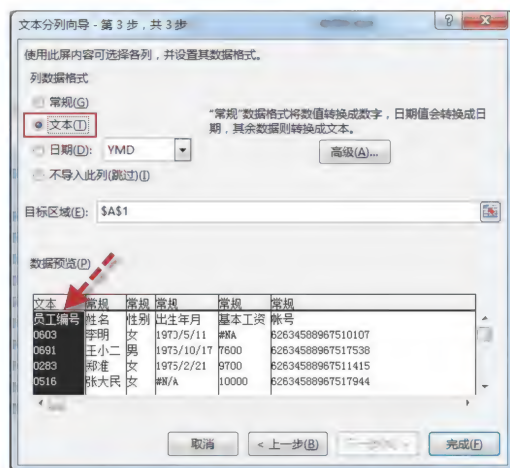 文本分列向导 - 第 3 步，共 3 步
使用此屏内容可选择各列，并设置其数据格式。
列数据格式
常规(G)
文本(T)
日期(D): YMD
不导入此列(跳过)(I)
“常规”数据格式将数值转换成数字，日期值会转换成日期，其余数据则转换成文本。
高级(A)...
目标区域(E): $A$1
数据预览(P)
文本 常规 常规 常规 常规 常规
员工编号 姓名 性别 出生年月 基本工资 帐号
0603 李明 女 1970/5/11 #NA 62634588967510107
0691 王小二 男 1975/10/17 7600 62634588967517538
0283 郑准 女 1975/2/21 9700 62634588967511415
0516 张大民 女 #N/A 10000 62634588967517944
取消 < 上一步(B) 完成(F)